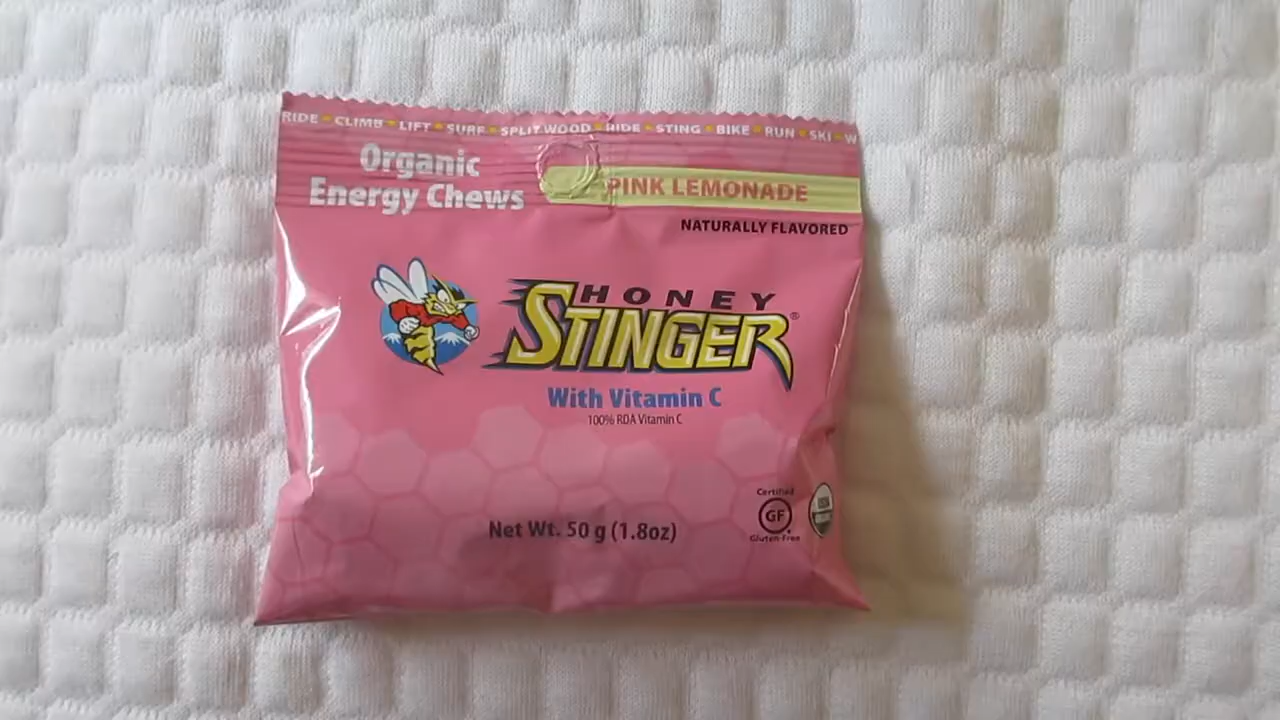 RIDE • CLIMB • LIFT • SURF • SPLIT WOOD • RIDE • STING • BIKE • RUN • SKI • W
Organic
Energy Chews
PINK LEMONADE
NATURALLY FLAVORED
HONEY
STINGER®
With Vitamin C
100% RDA Vitamin C
Net Wt. 50 g (1.8oz)
Certified
GF
Gluten-Free
USDA